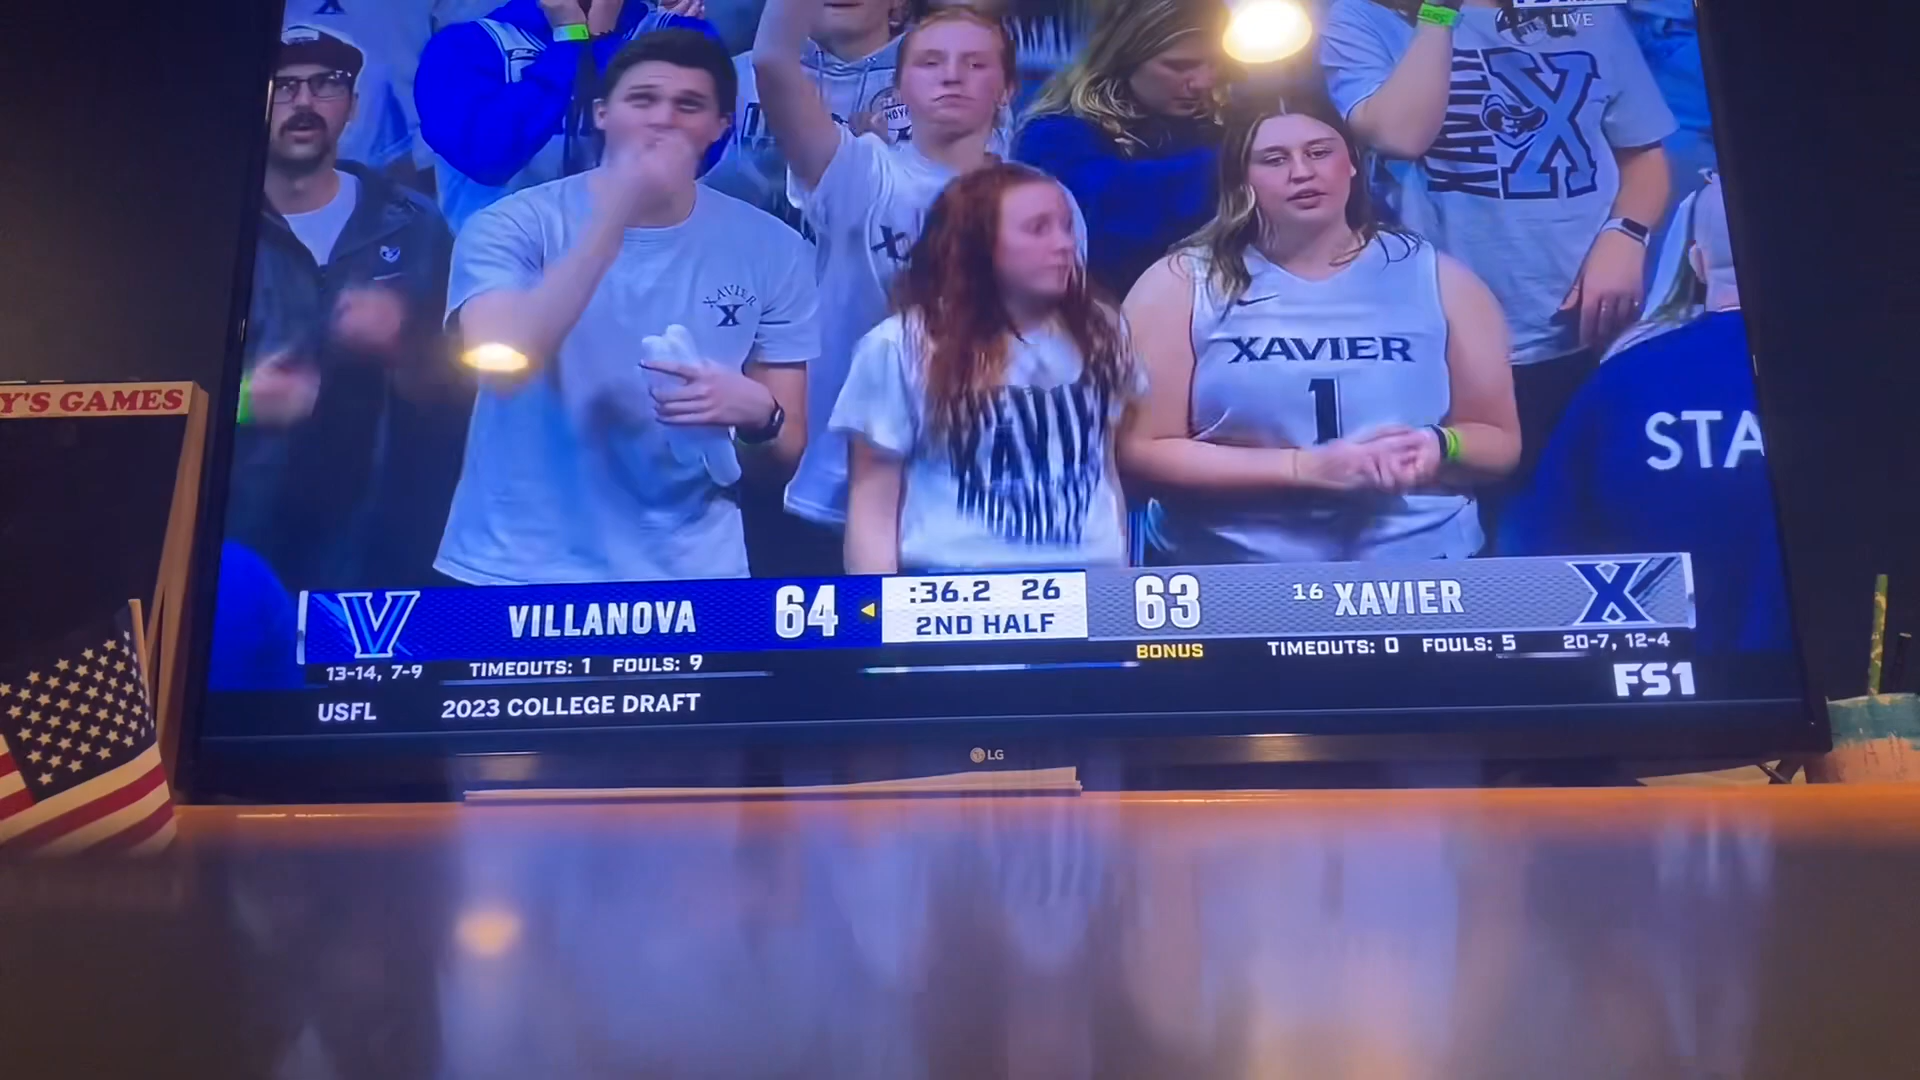 LIVE
XAVIER
XAVIER
X
XAVIER
1
STA
Y'S GAMES
V VILLANOVA 64 :36.2 26 63 16 XAVIER X
2ND HALF
13-14, 7-9 TIMEOUTS: 1 FOULS: 9 BONUS TIMEOUTS: 0 FOULS: 5 20-7, 12-4
USFL 2023 COLLEGE DRAFT FS1
LG